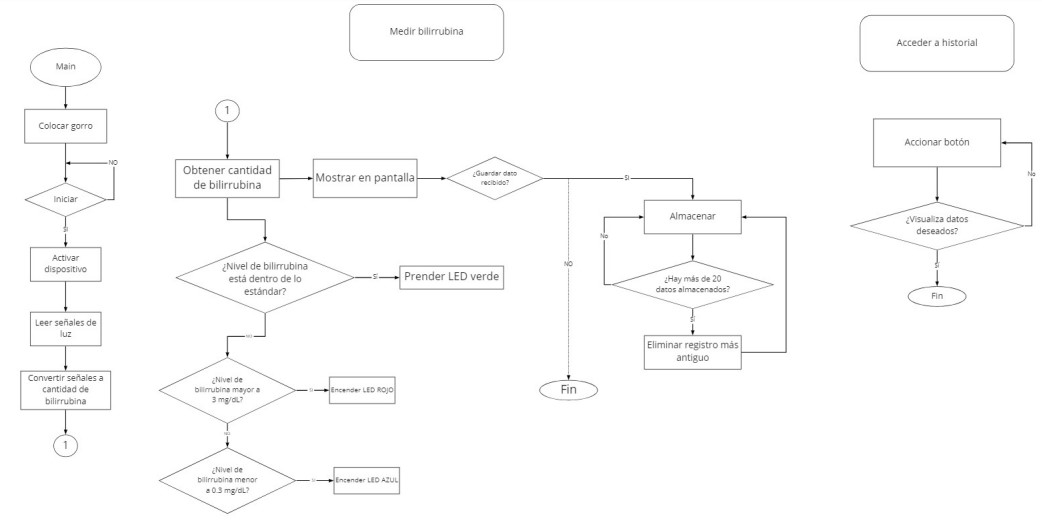 Medir bilirrubina
Acceder a historial
Main
Colocar gorro
NO
Iniciar
SÍ
Activar
dispositivo
Leer señales de
luz
Convertir señales a
cantidad de
bilirrubina
1
1
Obtener cantidad
de bilirrubina
Mostrar en pantalla
¿Guardar dato
recibido?
Si
NO
Fin
Almacenar
No
¿Hay más de 20
datos almacenados?
SÍ
Eliminar registro más
antiguo
¿Nivel de bilirrubina
está dentro de lo
estándar?
SÍ
Prender LED verde
NO
¿Nivel de
bilirrubina mayor a
3 mg/dL?
SI
Encender LED ROJO
NO
¿Nivel de
bilirrubina menor
a 0.3 mg/dL?
SI
Encender LED AZUL
Accionar botón
No
¿Visualiza datos
deseados?
SÍ
Fin